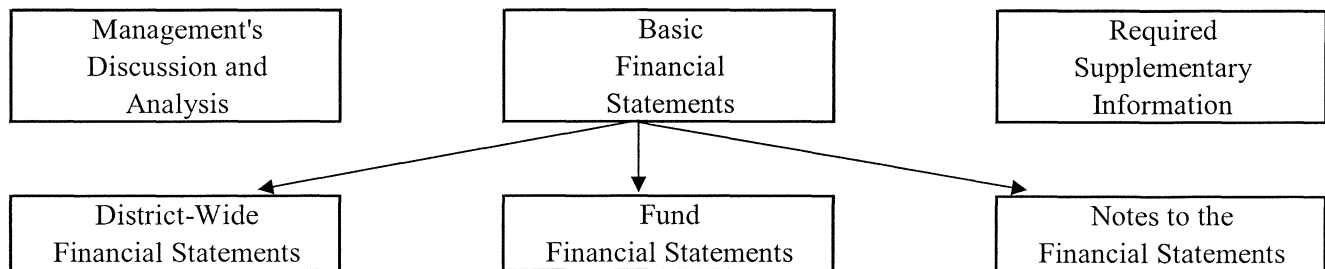 Management's
Discussion and
Analysis
Basic
Financial
Statements
Required
Supplementary
Information
District-Wide
Financial Statements
Fund
Financial Statements
Notes to the
Financial Statements